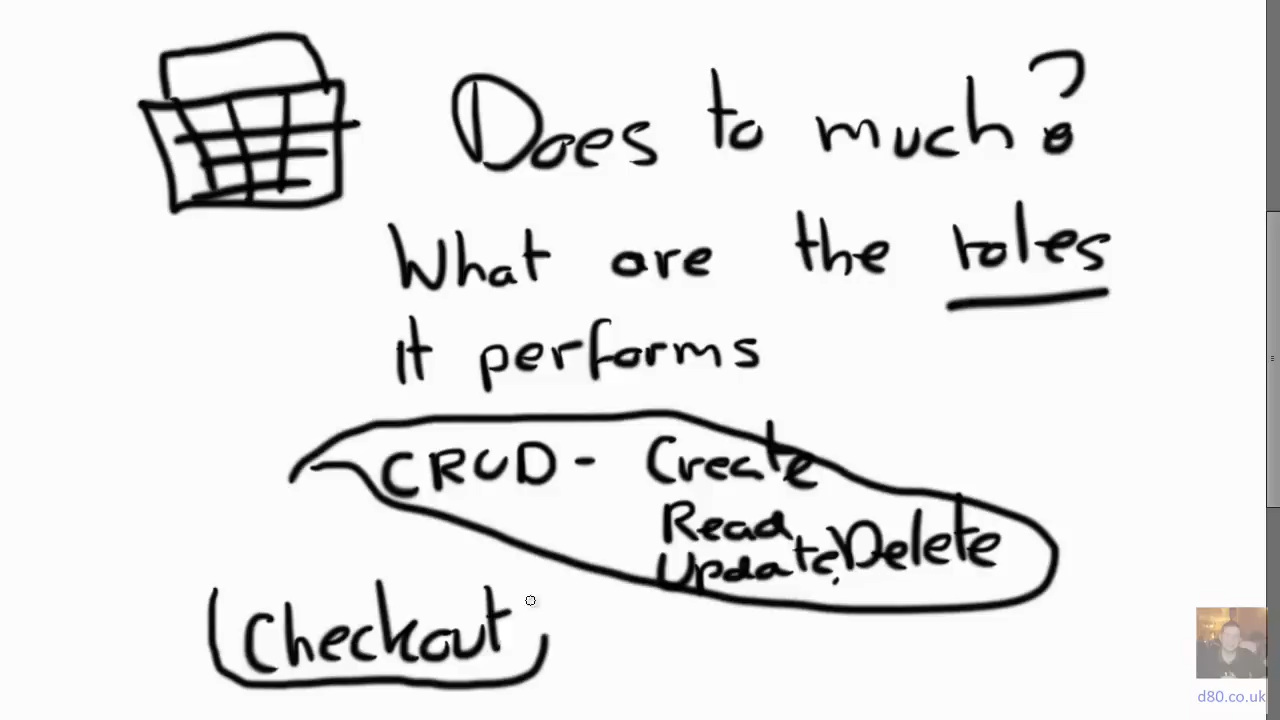 Does to much?
What are the roles
it performs
CRUD - Create
Read
Update, Delete
Checkout
d80.co.uk